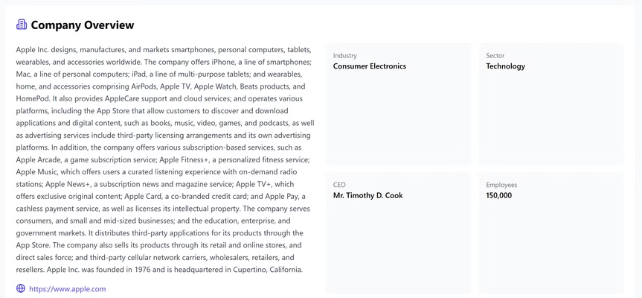 Company Overview
Apple Inc. designs, manufactures, and markets smartphones, personal computers, tablets,
wearables, and accessories worldwide. The company offers iPhone, a line of smartphones;
Mac, a line of personal computers; iPad, a line of multi-purpose tablets; and wearables,
home, and accessories comprising AirPods, Apple TV, Apple Watch, Beats products, and
HomePod. It also provides AppleCare support and cloud services; and operates various
platforms, including the App Store that allow customers to discover and download
applications and digital content, such as books, music, video, games, and podcasts, as well
as advertising services include third-party licensing arrangements and its own advertising
platforms. In addition, the company offers various subscription-based services, such as
Apple Arcade, a game subscription service; Apple Fitness+, a personalized fitness service;
Apple Music, which offers users a curated listening experience with on-demand radio
stations; Apple News+, a subscription news and magazine service; Apple TV+, which
offers exclusive original content; Apple Card, a co-branded credit card; and Apple Pay, a
cashless payment service, as well as licenses its intellectual property. The company serves
consumers, and small and mid-sized businesses; and the education, enterprise, and
government markets. It distributes third-party applications for its products through the
App Store. The company also sells its products through its retail and online stores, and
direct sales force; and third-party cellular network carriers, wholesalers, retailers, and
resellers. Apple Inc. was founded in 1976 and is headquartered in Cupertino, California.
https://www.apple.com
Industry
Consumer Electronics
Sector
Technology
CEO
Mr. Timothy D. Cook
Employees
150,000